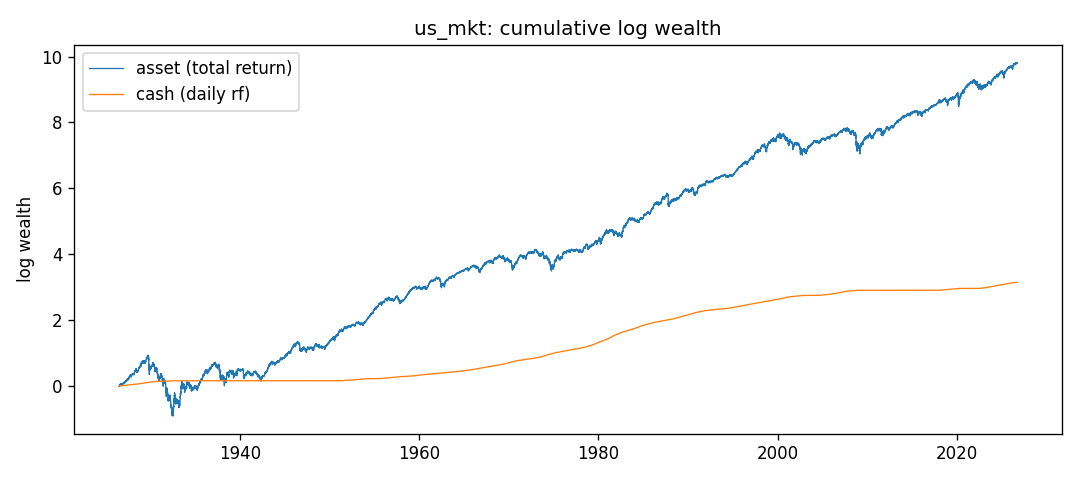 us_mkt: cumulative log wealth
asset (total return)
cash (daily rf)
log wealth
10
8
6
4
2
0
1940
1960
1980
2000
2020